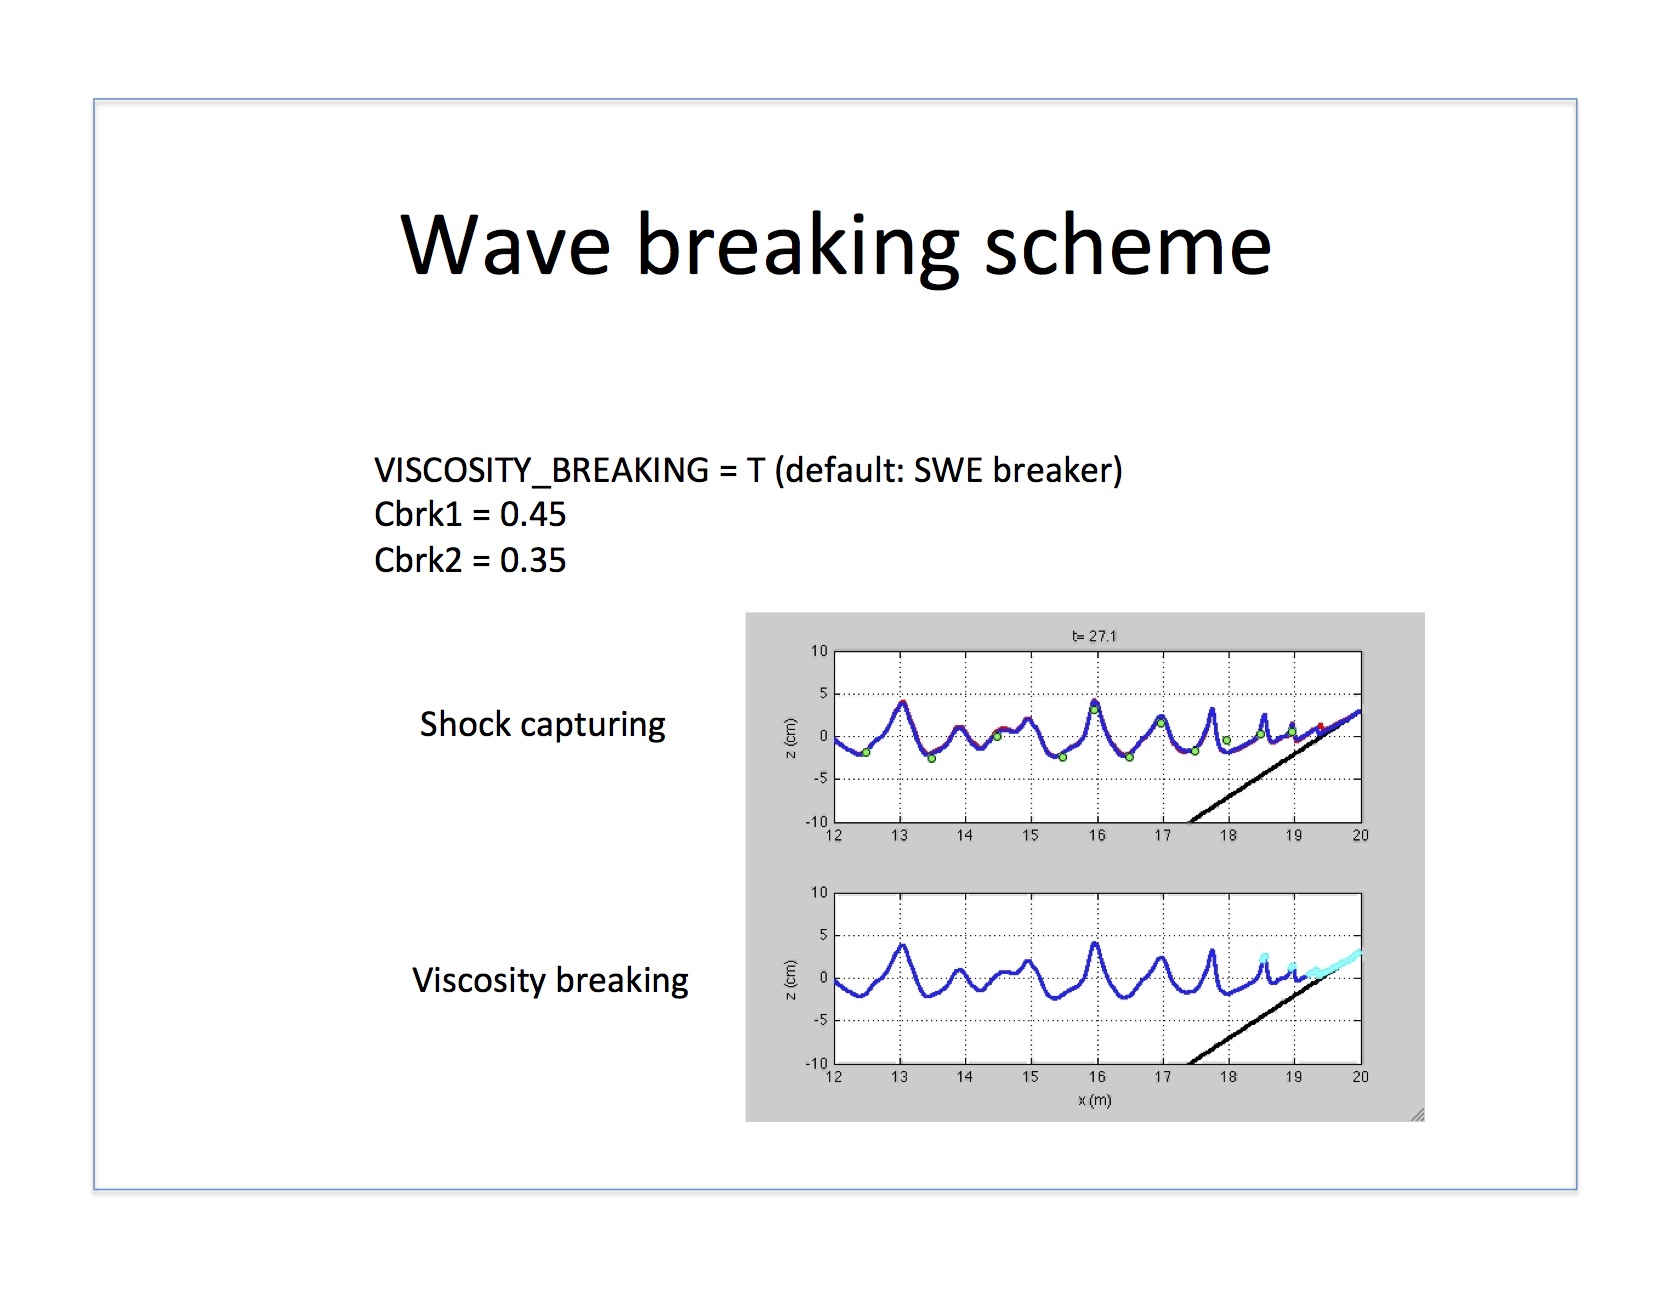 Wave breaking scheme
VISCOSITY_BREAKING = T (default: SWE breaker)
Cbrk1 = 0.45
Cbrk2 = 0.35
Shock capturing
t= 27.1
10
5
0
-5
-10
z (cm)
12 13 14 15 16 17 18 19 20
Viscosity breaking
10
5
0
-5
-10
z (cm)
12 13 14 15 16 17 18 19 20
x (m)